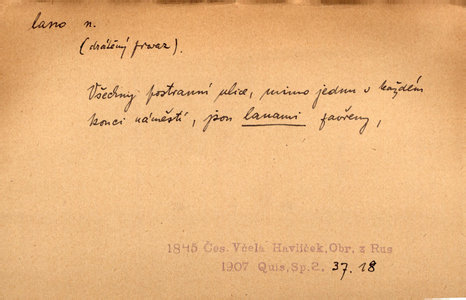 lano n.
(drátěný provaz).
Všechny postranní ulice, mimo jednu v každém
konci náměstí, jsou lanami zavřeny,
1845 Čes. Včela Havlíček, Obr. z Rus
1907 Quis, Sp. 2, 37.18